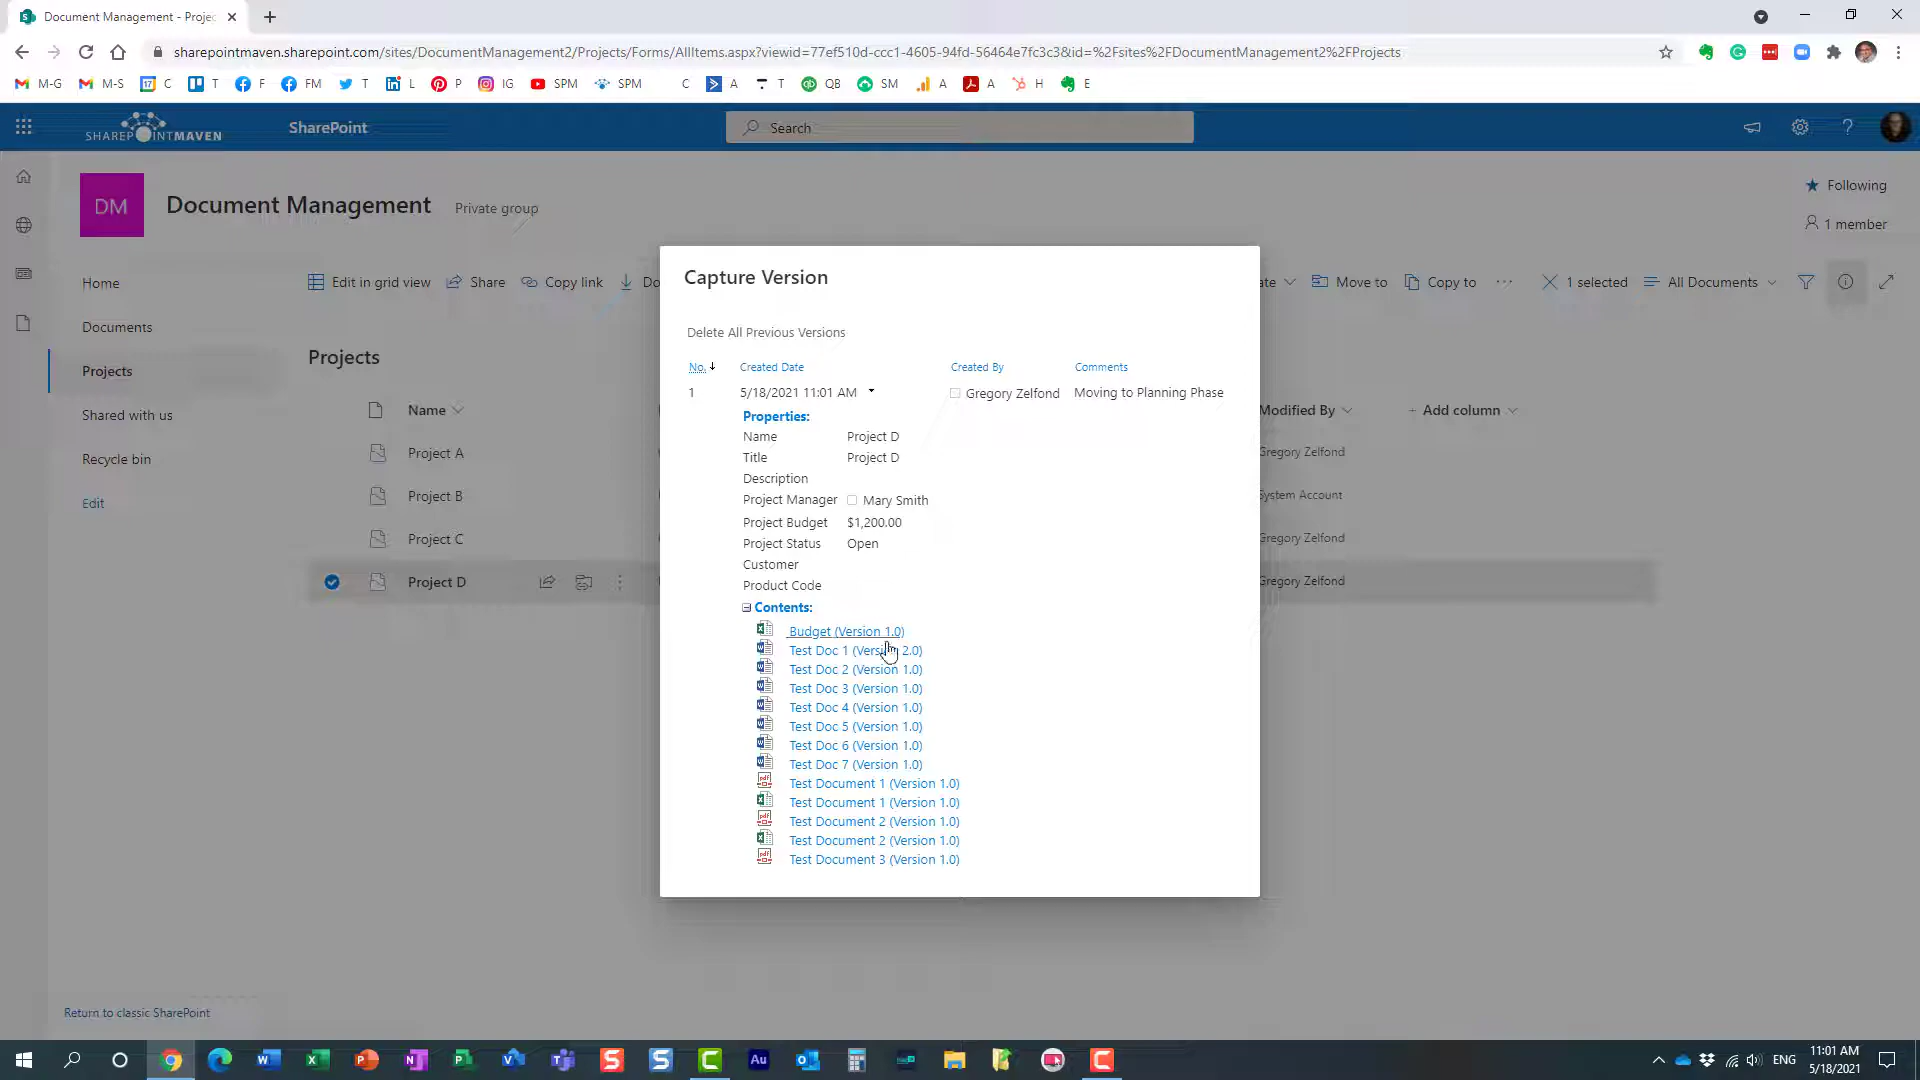 Document Management - Projec
sharepointmaven.sharepoint.com/sites/DocumentManagement2/Projects/Forms/AllItems.aspx?viewid=77ef510d-ccc1-4605-94fd-56464e7fc3c3&id=%2Fsites%2FDocumentManagement2%2FProjects
M-G M-S C T F FM T L P IG SPM SPM C A T QB SM A A H E
SHAREPOINTMAVEN SharePoint Search
DM Document Management Private group
Following
1 member
Home
Documents
Projects
Shared with us
Recycle bin
Edit
Edit in grid view Share Copy link Do
ate Move to Copy to ... 1 selected All Documents
Projects
Name Modified By + Add column
Project A Gregory Zelfond
Project B System Account
Project C Gregory Zelfond
Project D Gregory Zelfond
Capture Version
Delete All Previous Versions
No. Created Date Created By Comments
1 5/18/2021 11:01 AM Gregory Zelfond Moving to Planning Phase
Properties:
Name Project D
Title Project D
Description
Project Manager Mary Smith
Project Budget $1,200.00
Project Status Open
Customer
Product Code
Contents:
Budget (Version 1.0)
Test Doc 1 (Version 2.0)
Test Doc 2 (Version 1.0)
Test Doc 3 (Version 1.0)
Test Doc 4 (Version 1.0)
Test Doc 5 (Version 1.0)
Test Doc 6 (Version 1.0)
Test Doc 7 (Version 1.0)
Test Document 1 (Version 1.0)
Test Document 1 (Version 1.0)
Test Document 2 (Version 1.0)
Test Document 2 (Version 1.0)
Test Document 3 (Version 1.0)
Return to classic SharePoint
ENG 11:01 AM
5/18/2021